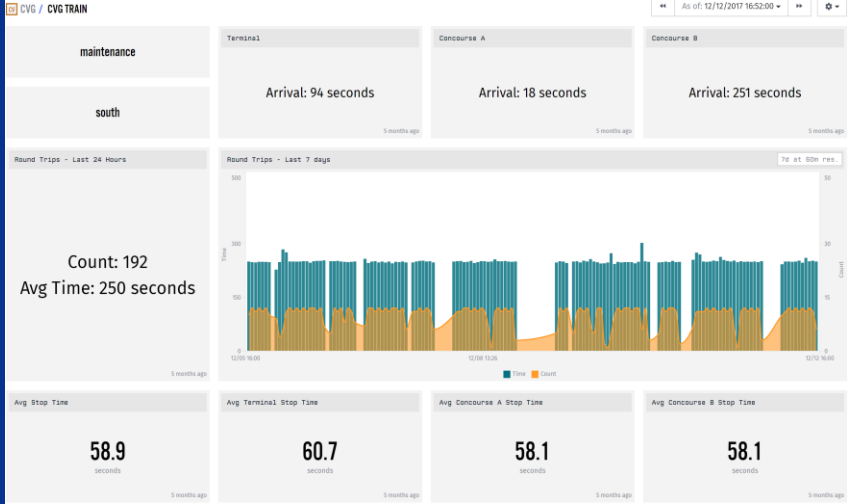 CVG / CVG TRAIN
As of: 12/12/2017 16:52:00
maintenance
south
Terminal
Arrival: 94 seconds
5 months ago
Concourse A
Arrival: 18 seconds
5 months ago
Concourse B
Arrival: 251 seconds
5 months ago
Round Trips - Last 24 Hours
Count: 192
Avg Time: 250 seconds
5 months ago
Round Trips - Last 7 days
7d at 60m res.
500
300
150
0
Time
50
30
15
0
Count
12/05 16:00
12/08 13:26
12/12 16:00
Time
Count
5 months ago
Avg Stop Time
58.9
seconds
5 months ago
Avg Terminal Stop Time
60.7
seconds
5 months ago
Avg Concourse A Stop Time
58.1
seconds
5 months ago
Avg Concourse B Stop Time
58.1
seconds
5 months ago